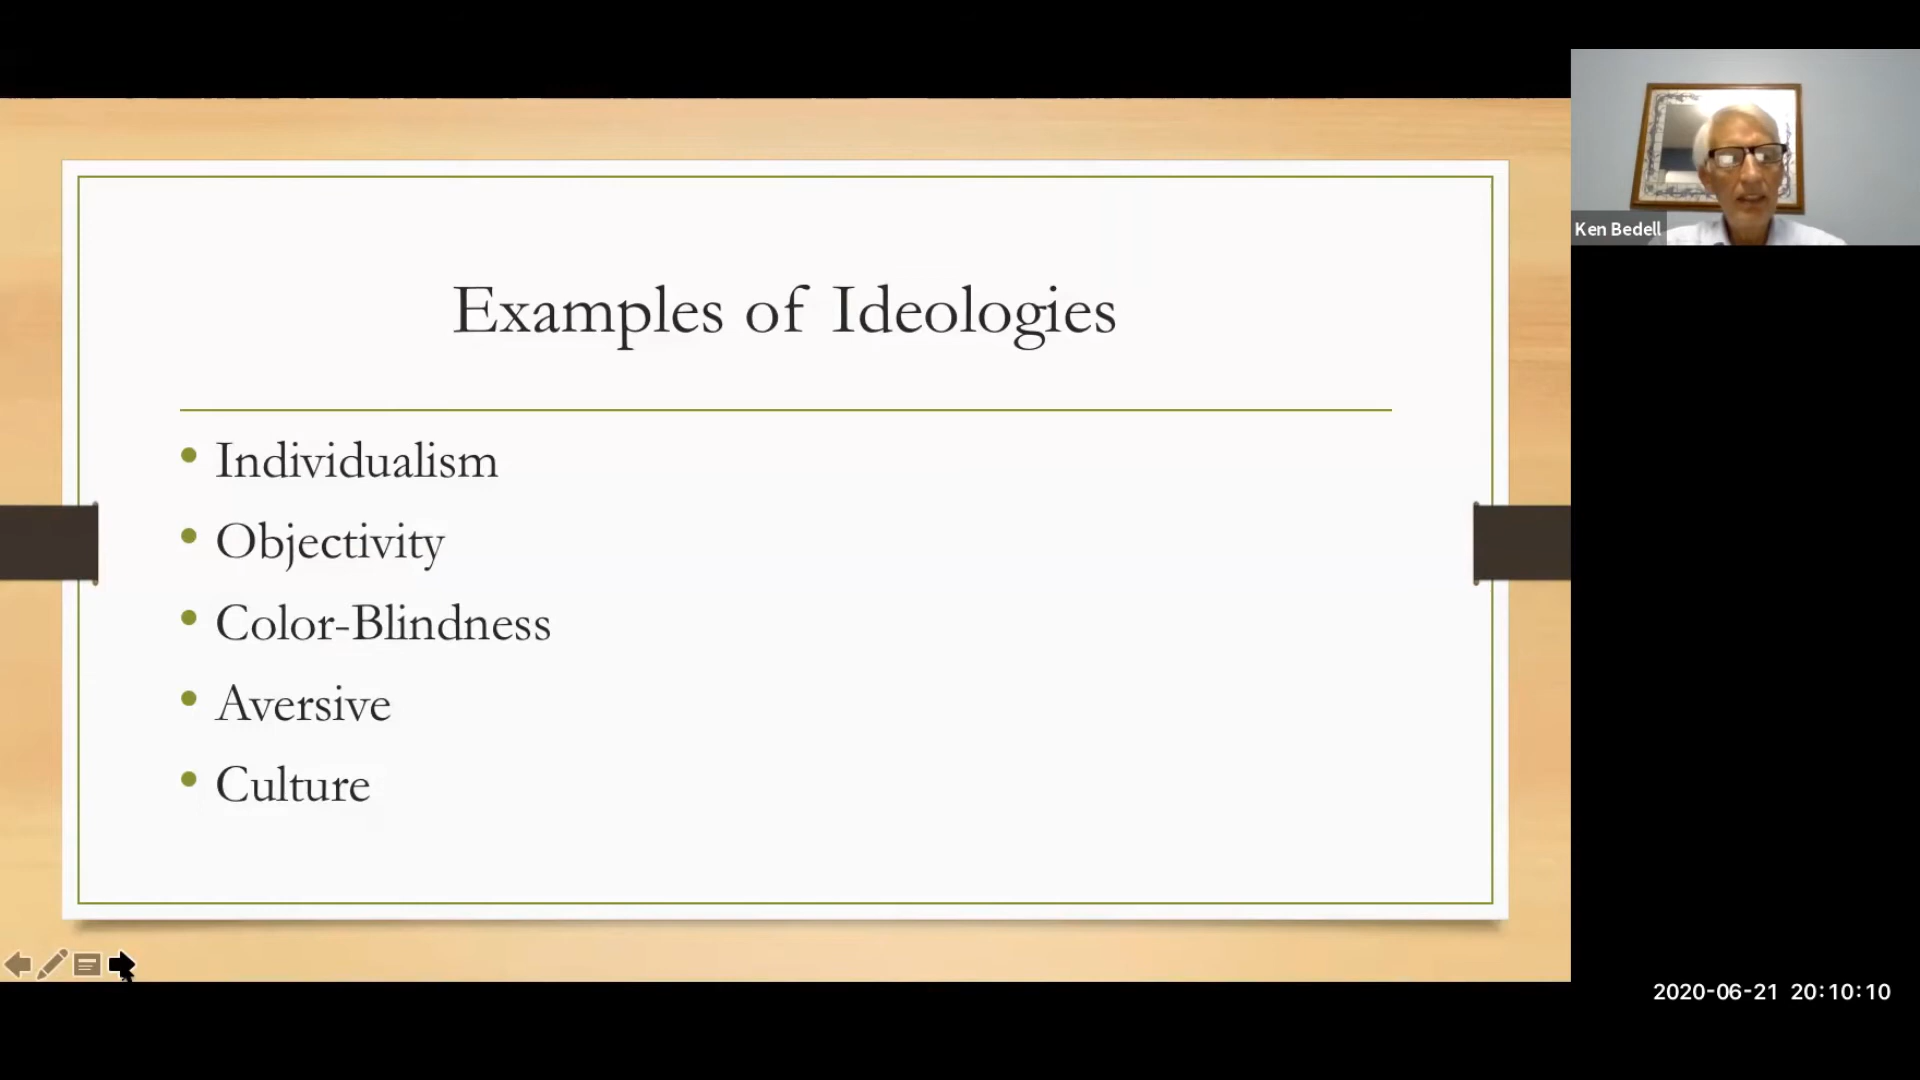 Examples of Ideologies
Individualism
Objectivity
Color-Blindness
Aversive
Culture
Ken Bedell
2020-06-21 20:10:10